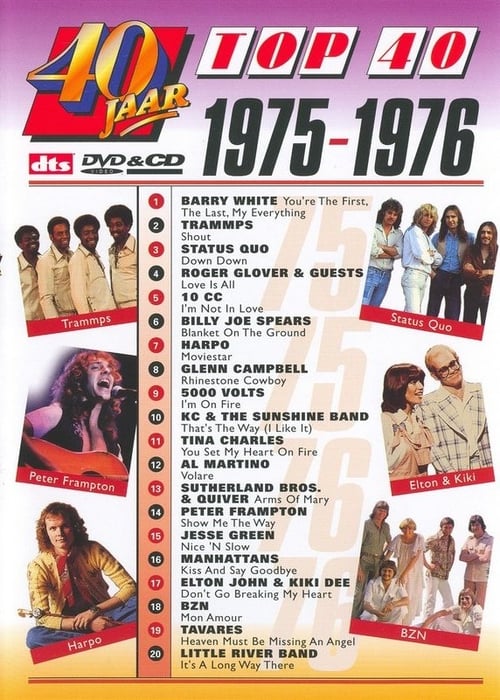 40
JAAR
TOP 40
1975-1976
dts DVD & CD
VIDEO
1 BARRY WHITE You're The First,
The Last, My Everything
2 TRAMMPS
Shout
3 STATUS QUO
Down Down
4 ROGER GLOVER & GUESTS
Love Is All
5 10 CC
I'm Not In Love
6 BILLY JOE SPEARS
Blanket On The Ground
7 HARPO
Moviestar
8 GLENN CAMPBELL
Rhinestone Cowboy
9 5000 VOLTS
I'm On Fire
10 KC & THE SUNSHINE BAND
That's The Way (I Like It)
11 TINA CHARLES
You Set My Heart On Fire
12 AL MARTINO
Volare
13 SUTHERLAND BROS.
& QUIVER Arms Of Mary
14 PETER FRAMPTON
Show Me The Way
15 JESSE GREEN
Nice 'N Slow
16 MANHATTANS
Kiss And Say Goodbye
17 ELTON JOHN & KIKI DEE
Don't Go Breaking My Heart
18 BZN
Mon Amour
19 TAVARES
Heaven Must Be Missing An Angel
20 LITTLE RIVER BAND
It's A Long Way There
75
75
76
76
Trammps
Peter Frampton
Harpo
Status Quo
Elton & Kiki
BZN